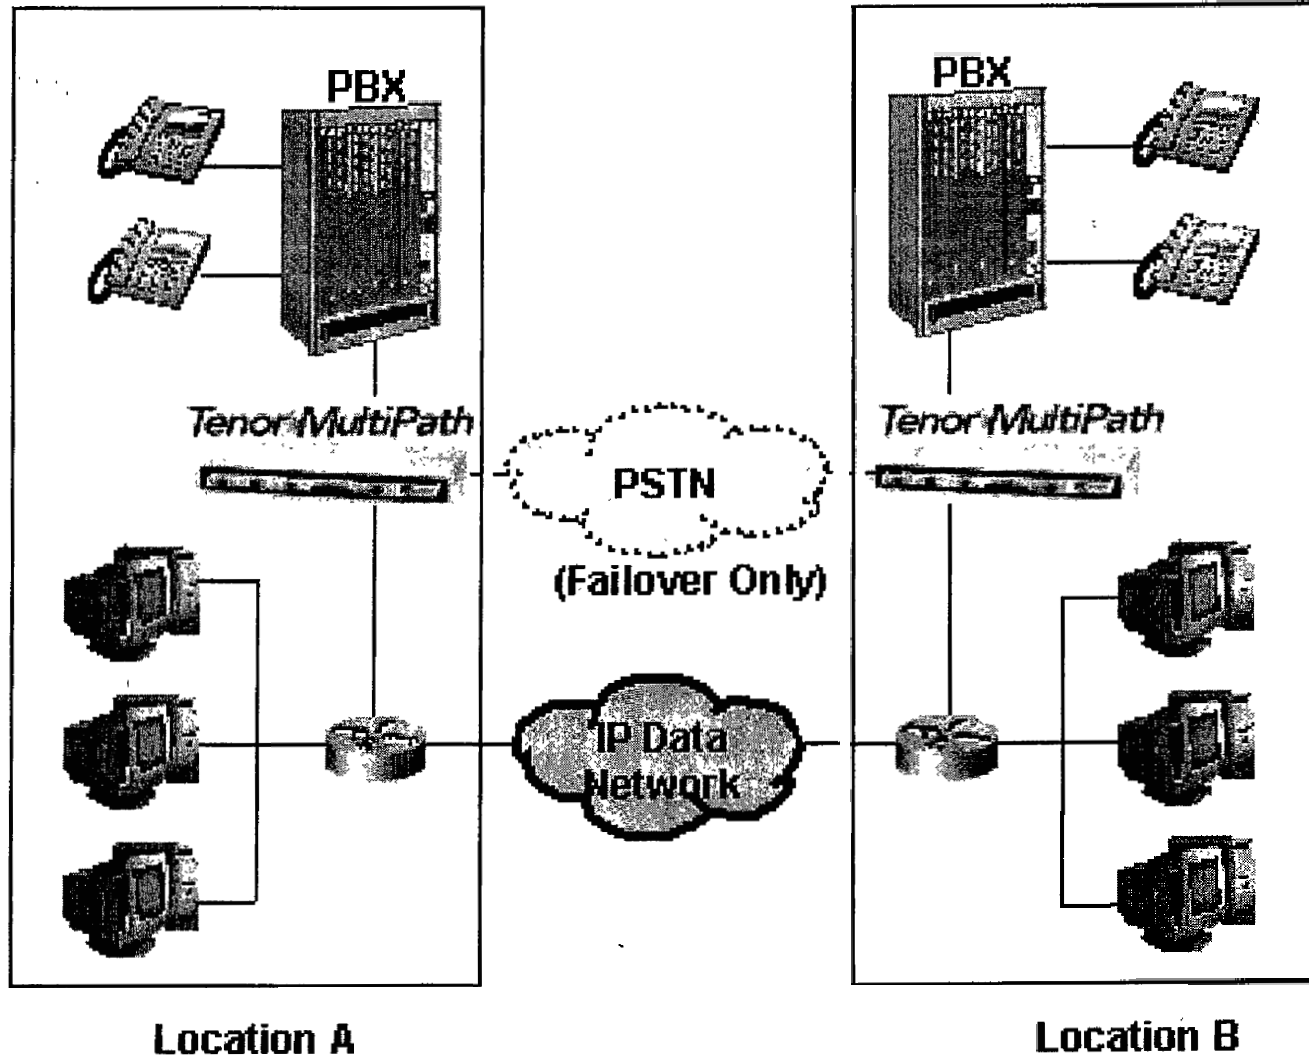 PBX
PBX
Tenor MultiPath
Tenor MultiPath
PSTN
(Failover Only)
IP Data
Network
Location A
Location B